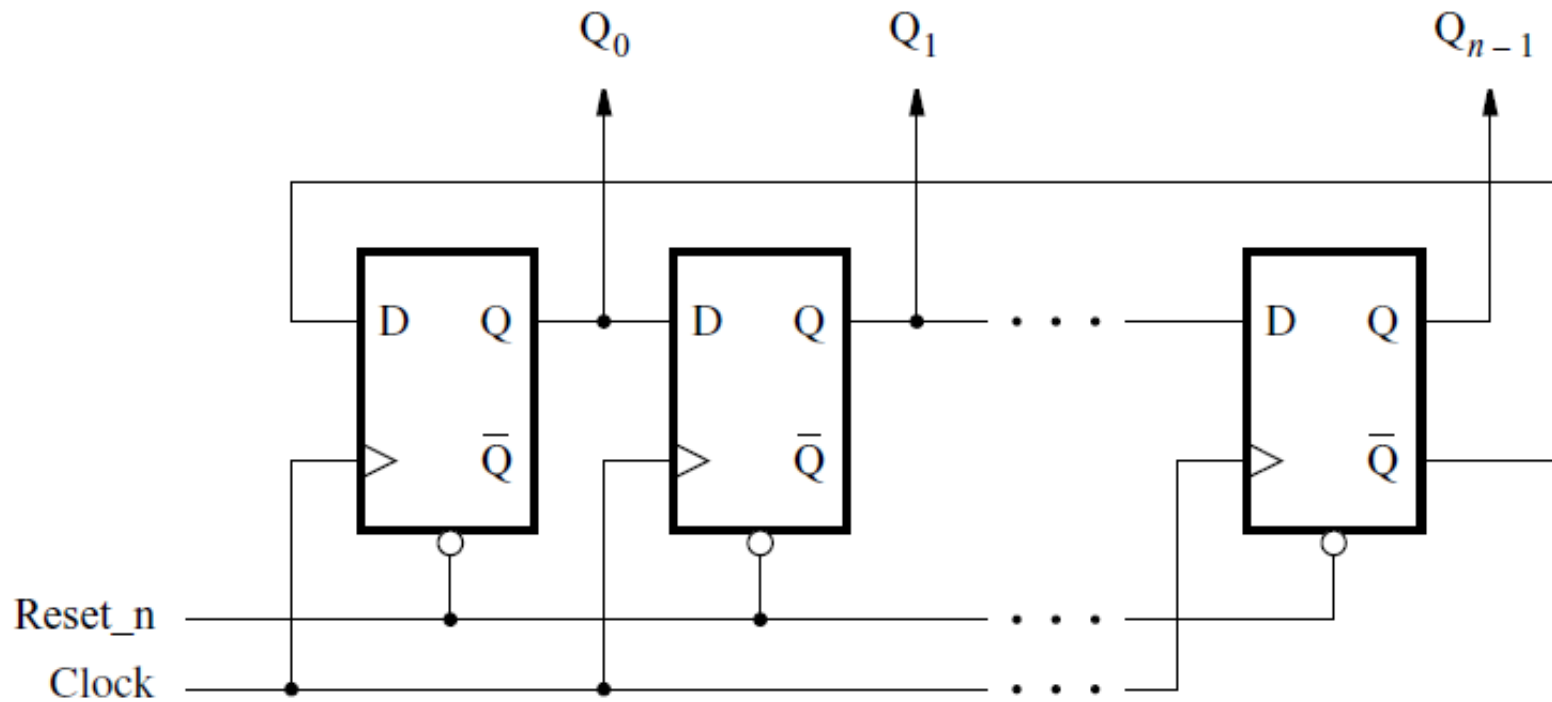 Q0 Q1 Qn – 1
D Q D Q . . . D Q
Q̅ Q̅ Q̅
Reset_n . . .
Clock . . .